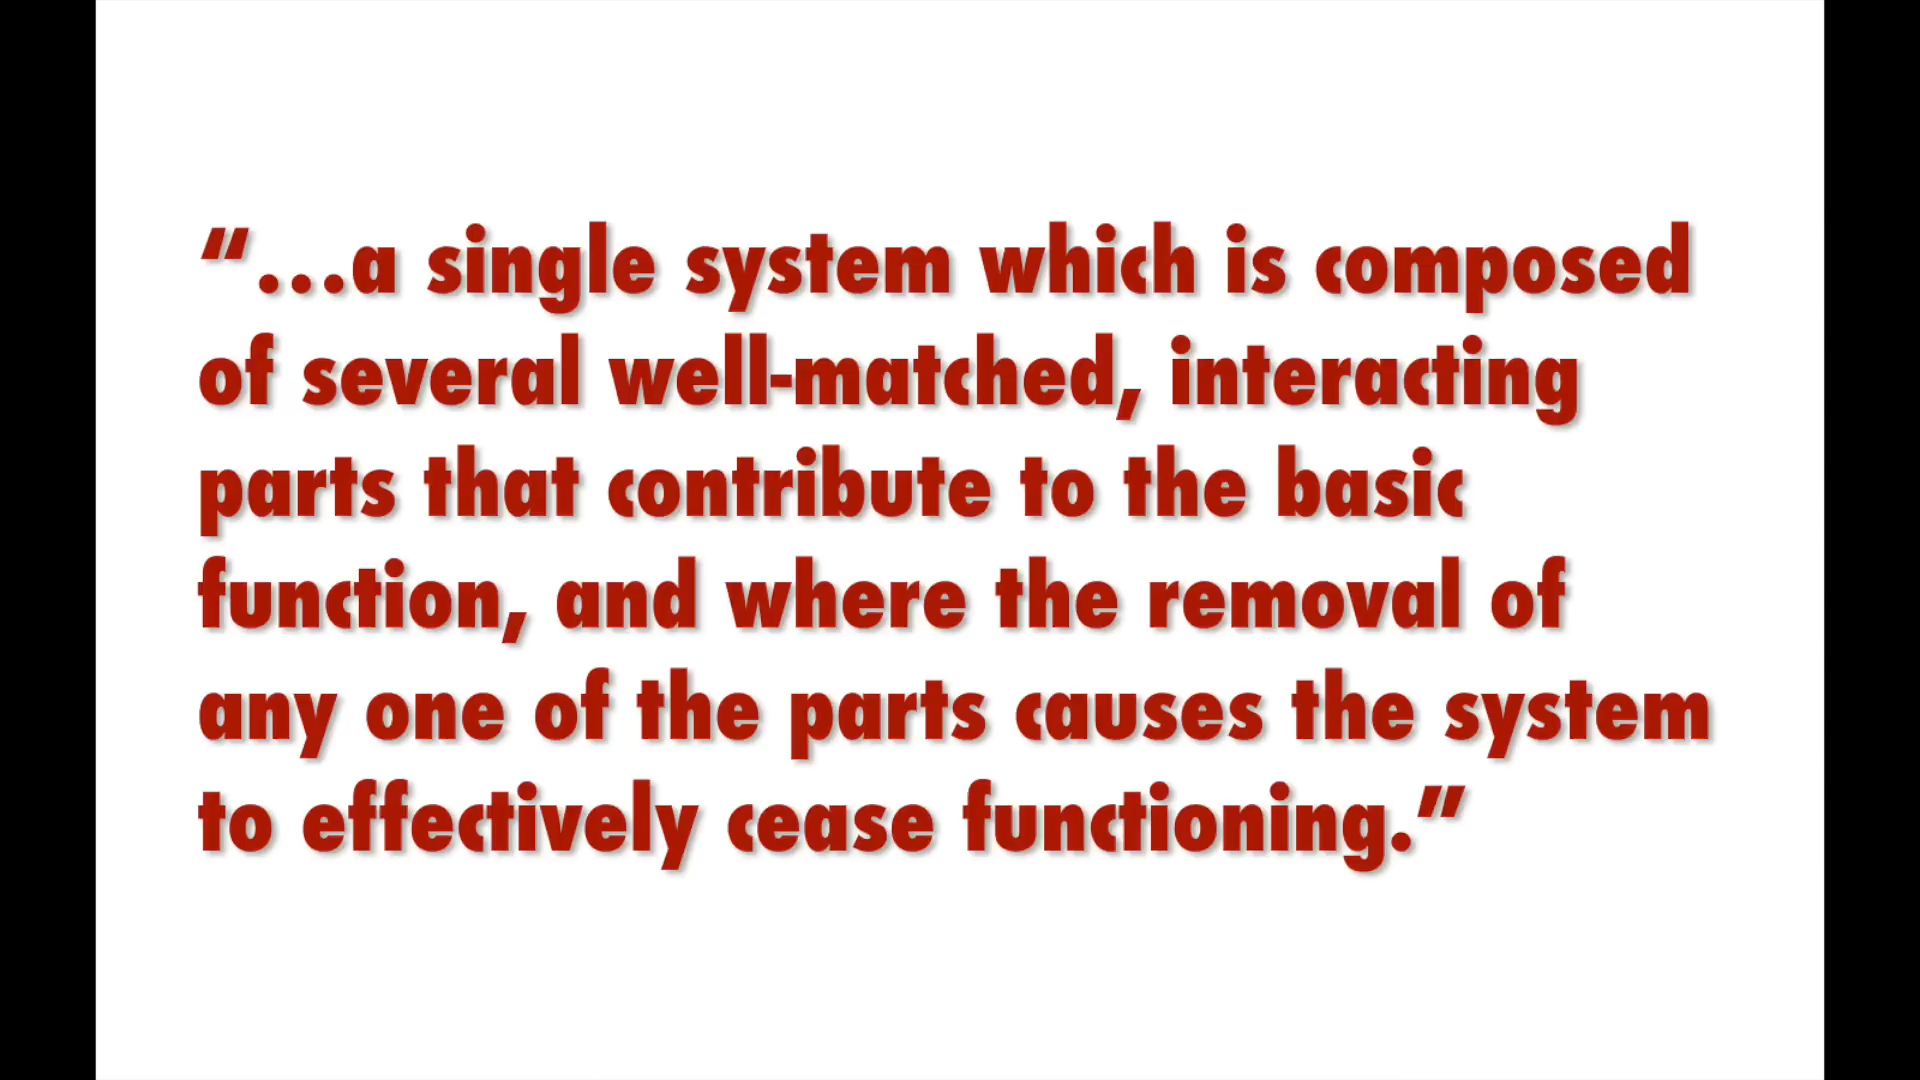 “...a single system which is composed
of several well-matched, interacting
parts that contribute to the basic
function, and where the removal of
any one of the parts causes the system
to effectively cease functioning.”